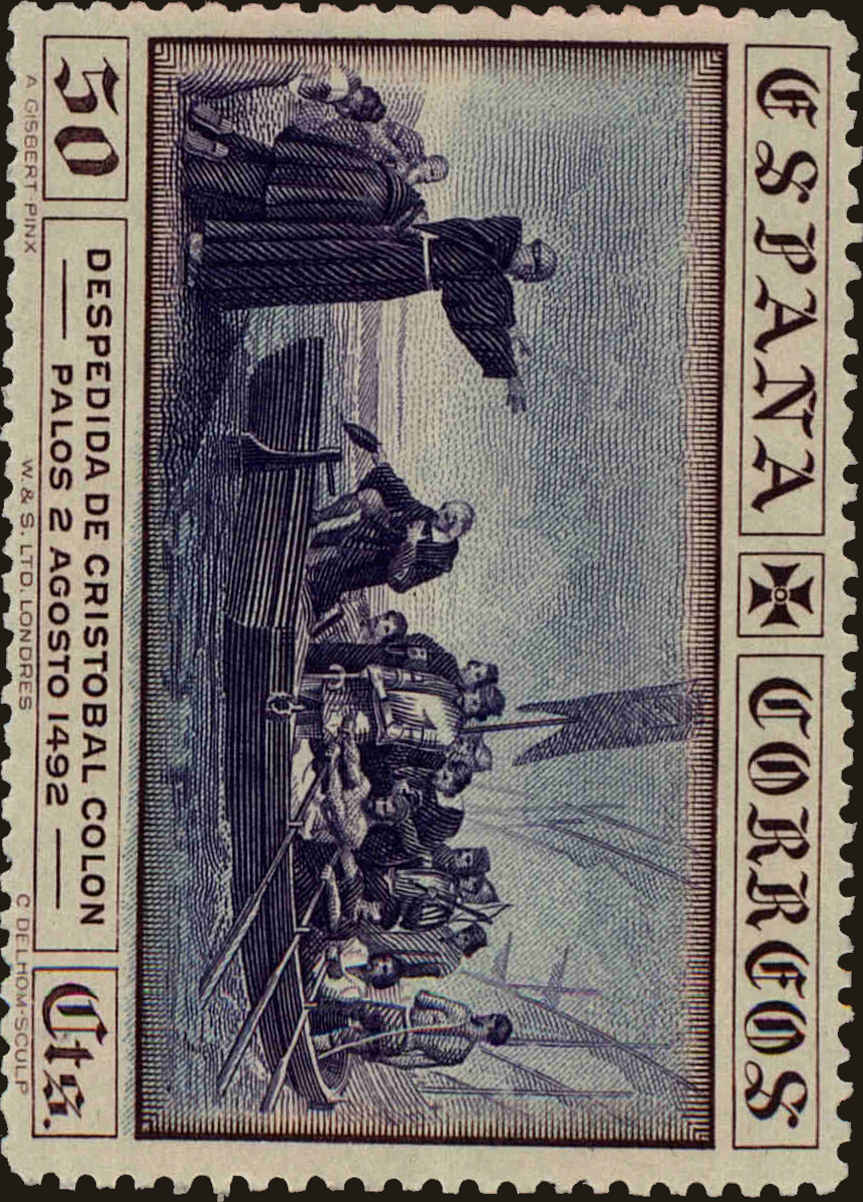 ESPAÑA ✠ CORREOS
50
DESPEDIDA DE CRISTOBAL COLON
— PALOS 2 AGOSTO 1492 —
Cts.
A GISBERT PINX
W. & S. LTD. LONDRES
C DELHOM-SCULP